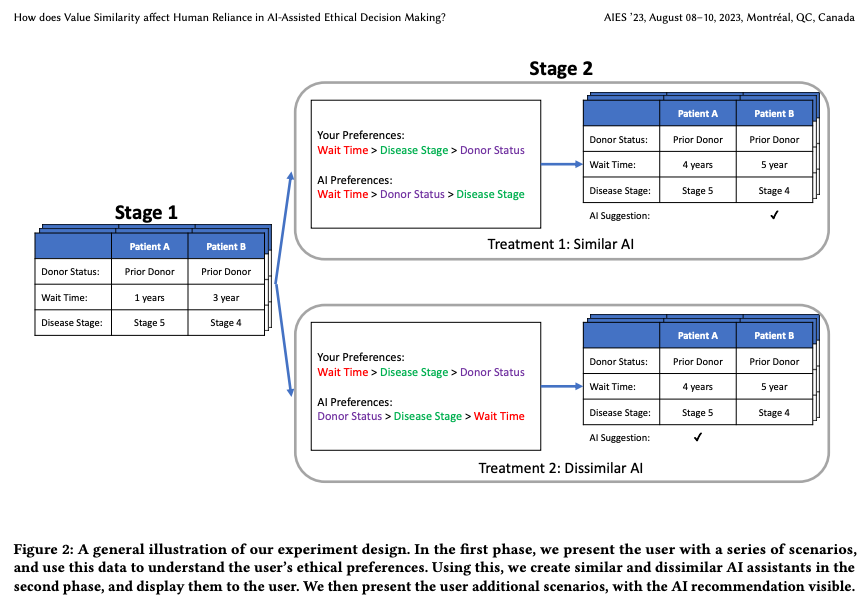 How does Value Similarity affect Human Reliance in AI-Assisted Ethical Decision Making?
AIES ’23, August 08–10, 2023, Montréal, QC, Canada
Stage 1
Patient A Patient B
Donor Status: Prior Donor Prior Donor
Wait Time: 1 years 3 year
Disease Stage: Stage 5 Stage 4
Stage 2
Your Preferences:
Wait Time > Disease Stage > Donor Status
AI Preferences:
Wait Time > Donor Status > Disease Stage
Patient A Patient B
Donor Status: Prior Donor Prior Donor
Wait Time: 4 years 5 year
Disease Stage: Stage 5 Stage 4
AI Suggestion: ✓
Treatment 1: Similar AI
Your Preferences:
Wait Time > Disease Stage > Donor Status
AI Preferences:
Donor Status > Disease Stage > Wait Time
Patient A Patient B
Donor Status: Prior Donor Prior Donor
Wait Time: 4 years 5 year
Disease Stage: Stage 5 Stage 4
AI Suggestion: ✓
Treatment 2: Dissimilar AI
Figure 2: A general illustration of our experiment design. In the first phase, we present the user with a series of scenarios,
and use this data to understand the user’s ethical preferences. Using this, we create similar and dissimilar AI assistants in the
second phase, and display them to the user. We then present the user additional scenarios, with the AI recommendation visible.